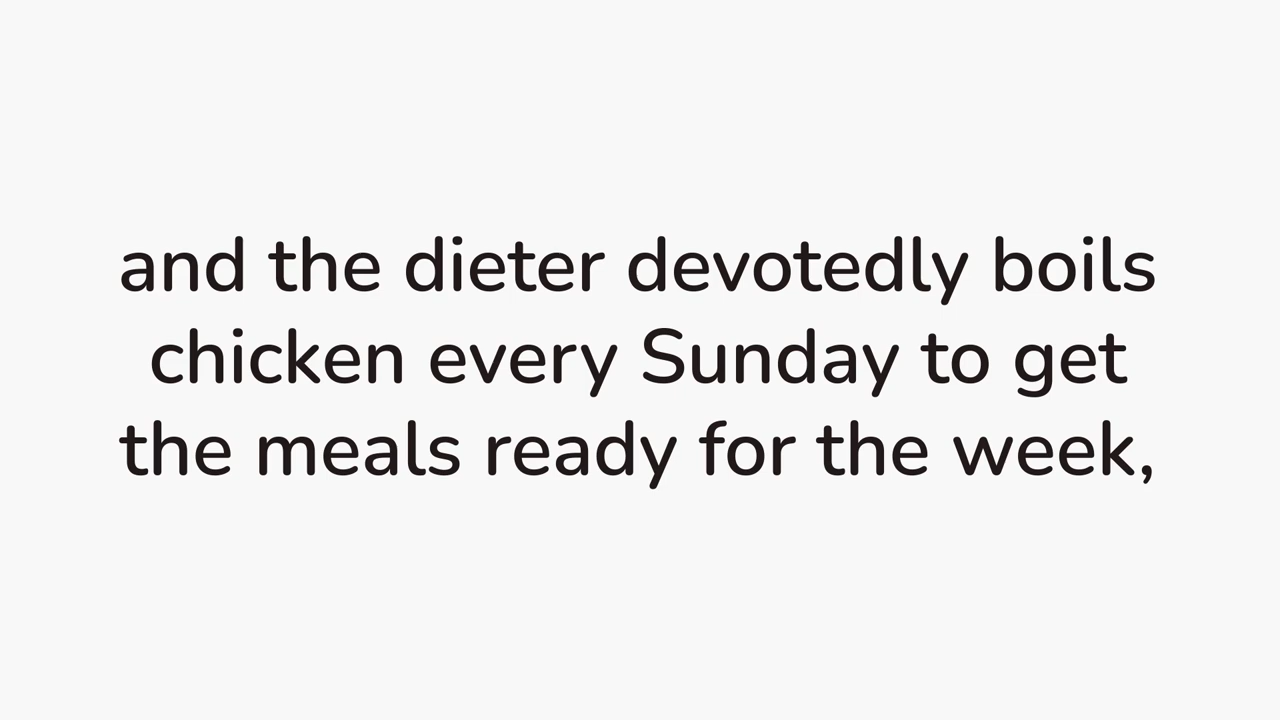 and the dieter devotedly boils
chicken every Sunday to get
the meals ready for the week,